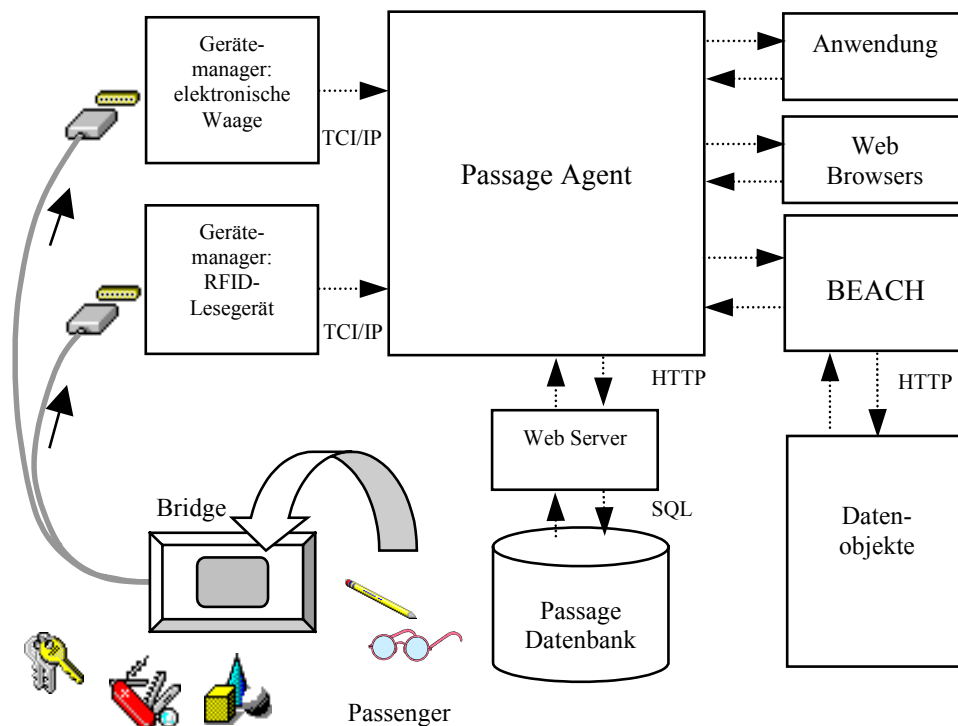 Geräte-
manager:
elektronische
Waage
TCI/IP
Geräte-
manager:
RFID-
Lesegerät
TCI/IP
Passage Agent
Anwendung
Web
Browsers
BEACH
HTTP
HTTP
Web Server
SQL
Passage
Datenbank
Daten-
objekte
Bridge
Passenger